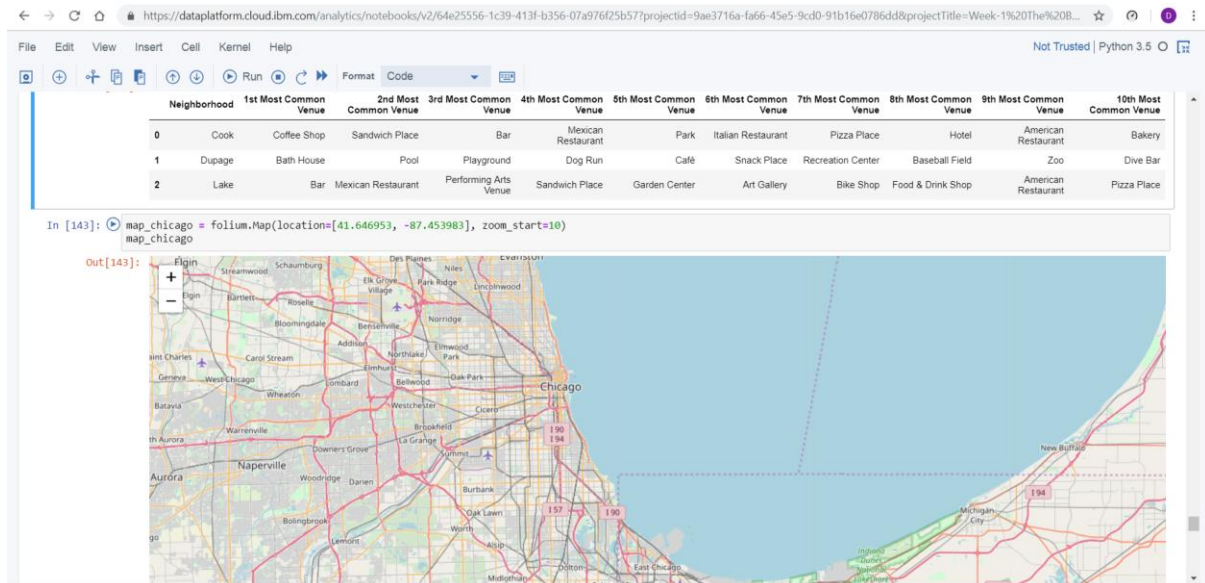 https://dataplatform.cloud.ibm.com/analytics/notebooks/v2/64e25556-1c39-413f-b356-07a976f25b57?projectid=9ae3716a-fa66-45e5-9cd0-91b16e0786dd&projectTitle=Week-1%20The%20B...
D
File Edit View Insert Cell Kernel Help Not Trusted | Python 3.5
Run Format Code
Neighborhood 1st Most Common Venue 2nd Most Common Venue 3rd Most Common Venue 4th Most Common Venue 5th Most Common Venue 6th Most Common Venue 7th Most Common Venue 8th Most Common Venue 9th Most Common Venue 10th Most Common Venue
0 Cook Coffee Shop Sandwich Place Bar Mexican Restaurant Park Italian Restaurant Pizza Place Hotel American Restaurant Bakery
1 Dupage Bath House Pool Playground Dog Run Café Snack Place Recreation Center Baseball Field Zoo Dive Bar
2 Lake Bar Mexican Restaurant Performing Arts Venue Sandwich Place Garden Center Art Gallery Bike Shop Food & Drink Shop American Restaurant Pizza Place
In [143]: map_chicago = folium.Map(location=[41.646953, -87.453983], zoom_start=10)
map_chicago
Out[143]:
+
−
Elgin
Streamwood
Schaumburg
Des Plaines
Niles
Evanston
Elk Grove Village
Park Ridge
Lincolnwood
Elgin
Bartlett
Roselle
Bloomingdale
Bensenville
Norridge
Addison
Northlake
Elmwood Park
aint Charles
Carol Stream
Elmhurst
Geneva
West Chicago
Lombard
Bellwood
Oak Park
Chicago
Wheaton
Batavia
Westchester
Cicero
Warrenville
Brookfield
I 90
I 94
th Aurora
Downers Grove
La Grange
Summit
New Buffalo
Naperville
Aurora
Woodridge
Darien
Burbank
I 94
Oak Lawn
I 57
I 90
Michigan City
Bolingbrook
Worth
go
Lemont
Alsip
Indiana Dunes National Lakeshore
Dolton
East Chicago
Midlothian